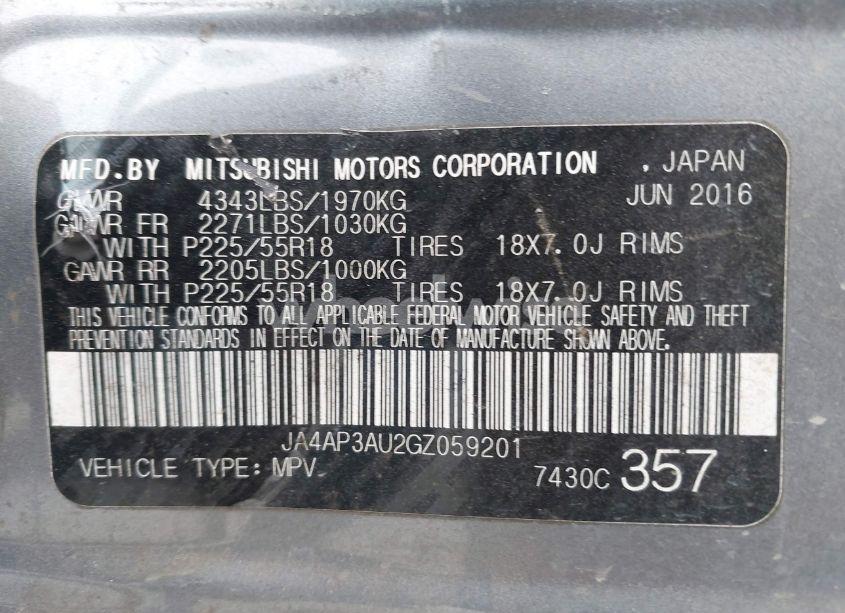 MFD.BY MITSUBISHI MOTORS CORPORATION , JAPAN
GVWR 4343LBS/1970KG JUN 2016
GAWR FR 2271LBS/1030KG
WITH P225/55R18 TIRES 18X7.0J RIMS
GAWR RR 2205LBS/1000KG
WITH P225/55R18 TIRES 18X7.0J RIMS
THIS VEHICLE CONFORMS TO ALL APPLICABLE FEDERAL MOTOR VEHICLE SAFETY AND THEFT
PREVENTION STANDARDS IN EFFECT ON THE DATE OF MANUFACTURE SHOWN ABOVE.
JA4AP3AU2GZ059201
VEHICLE TYPE: MPV 7430C 357